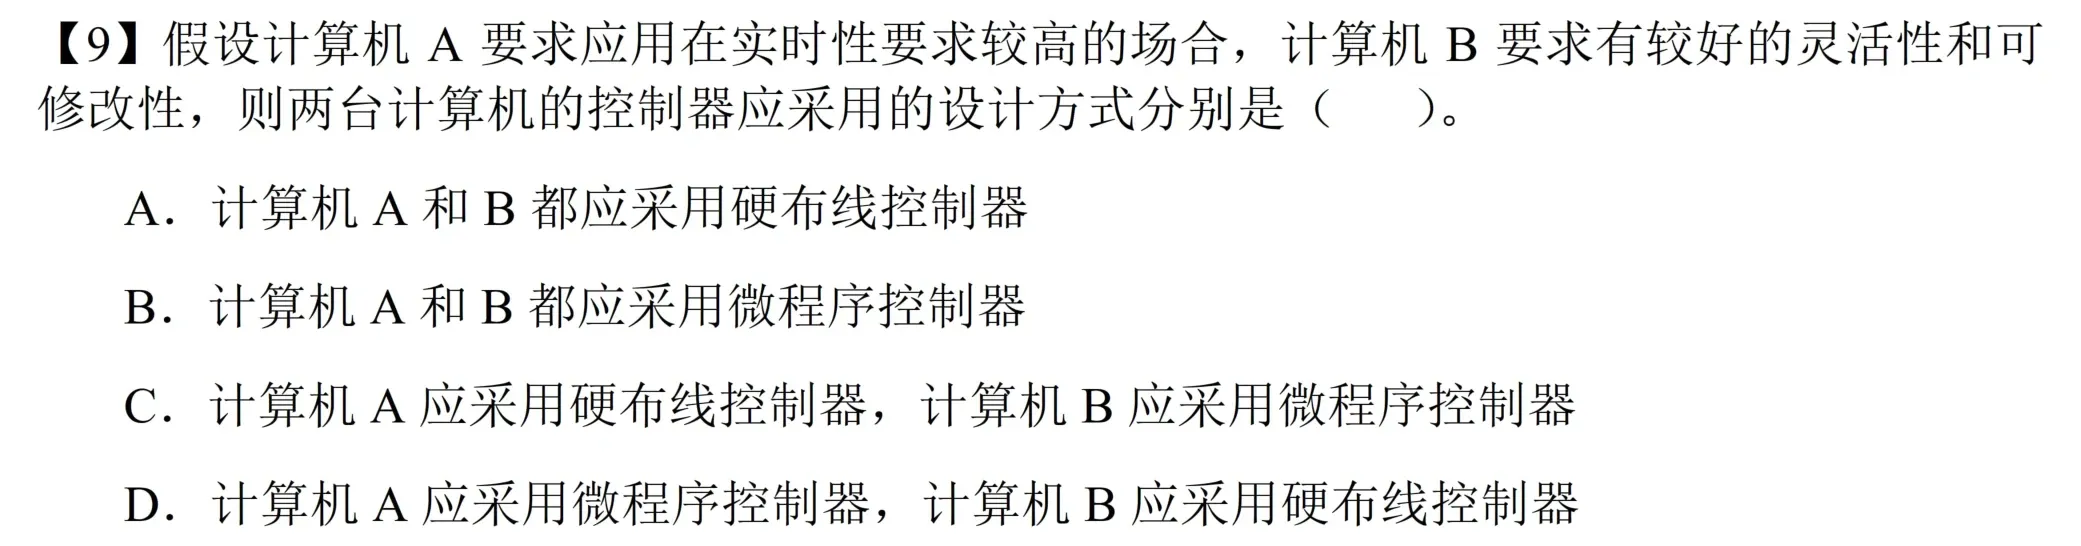 【9】假设计算机 A 要求应用在实时性要求较高的场合，计算机 B 要求有较好的灵活性和可
修改性，则两台计算机的控制器应采用的设计方式分别是（　　）。
A．计算机 A 和 B 都应采用硬布线控制器
B．计算机 A 和 B 都应采用微程序控制器
C．计算机 A 应采用硬布线控制器，计算机 B 应采用微程序控制器
D．计算机 A 应采用微程序控制器，计算机 B 应采用硬布线控制器